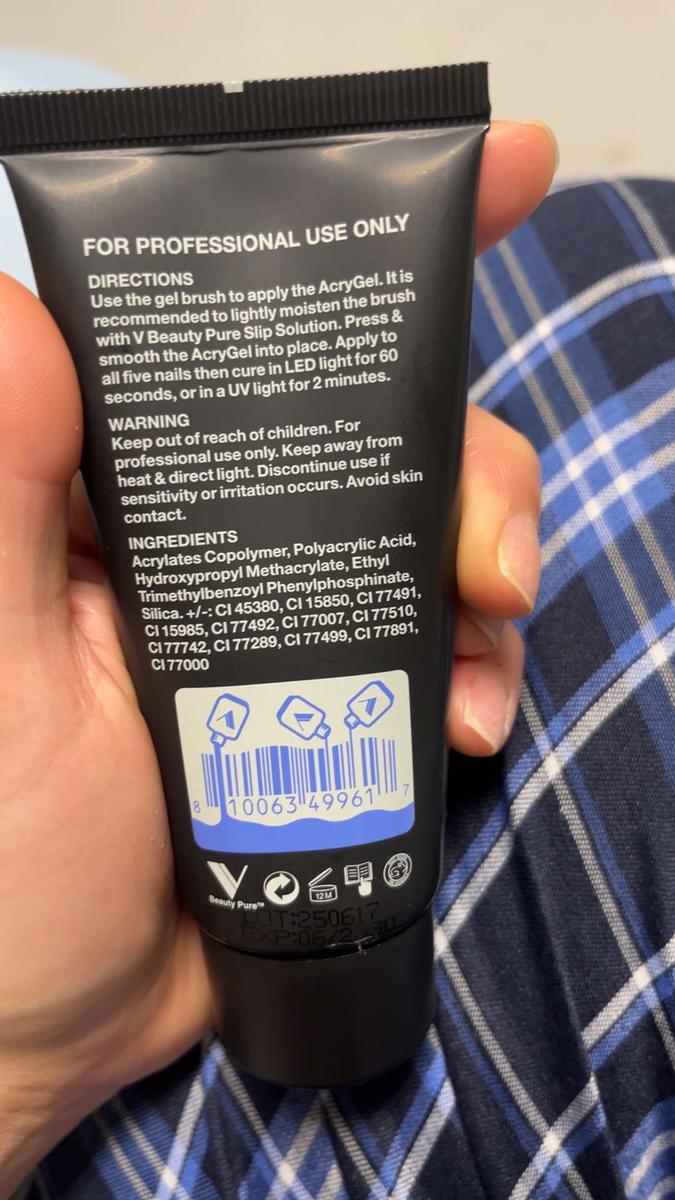 FOR PROFESSIONAL USE ONLY
DIRECTIONS
Use the gel brush to apply the AcryGel. It is
recommended to lightly moisten the brush
with V Beauty Pure Slip Solution. Press &
smooth the AcryGel into place. Apply to
all five nails then cure in LED light for 60
seconds, or in a UV light for 2 minutes.
WARNING
Keep out of reach of children. For
professional use only. Keep away from
heat & direct light. Discontinue use if
sensitivity or irritation occurs. Avoid skin
contact.
INGREDIENTS
Acrylates Copolymer, Polyacrylic Acid,
Hydroxypropyl Methacrylate, Ethyl
Trimethylbenzoyl Phenylphosphinate,
Silica. +/-: CI 45380, CI 15850, CI 77491,
CI 15985, CI 77492, CI 77007, CI 77510,
CI 77742, CI 77289, CI 77499, CI 77891,
CI 77000
8 10063 49961 7
V
Beauty Pure™
12M
LOT:250617